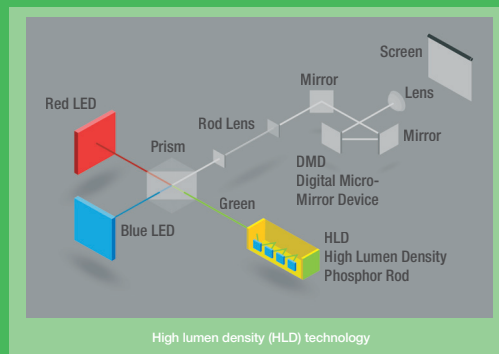 Screen
Mirror
Red LED
Lens
Rod Lens
Prism
Mirror
DMD
Digital Micro-
Mirror Device
Green
Blue LED
HLD
High Lumen Density
Phosphor Rod
High lumen density (HLD) technology